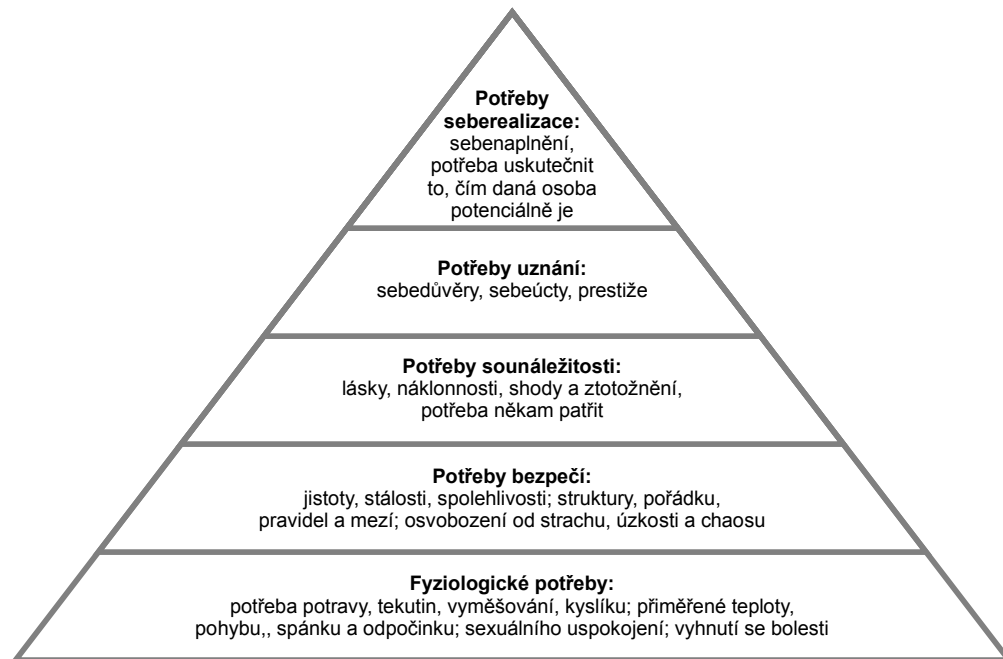 Potřeby
seberealizace:
sebenaplnění,
potřeba uskutečnit
to, čím daná osoba
potenciálně je
Potřeby uznání:
sebedůvěry, sebeúcty, prestiže
Potřeby sounáležitosti:
lásky, náklonnosti, shody a ztotožnění,
potřeba někam patřit
Potřeby bezpečí:
jistoty, stálosti, spolehlivosti; struktury, pořádku,
pravidel a mezí; osvobození od strachu, úzkosti a chaosu
Fyziologické potřeby:
potřeba potravy, tekutin, vyměšování, kyslíku; přiměřené teploty,
pohybu,, spánku a odpočinku; sexuálního uspokojení; vyhnutí se bolesti